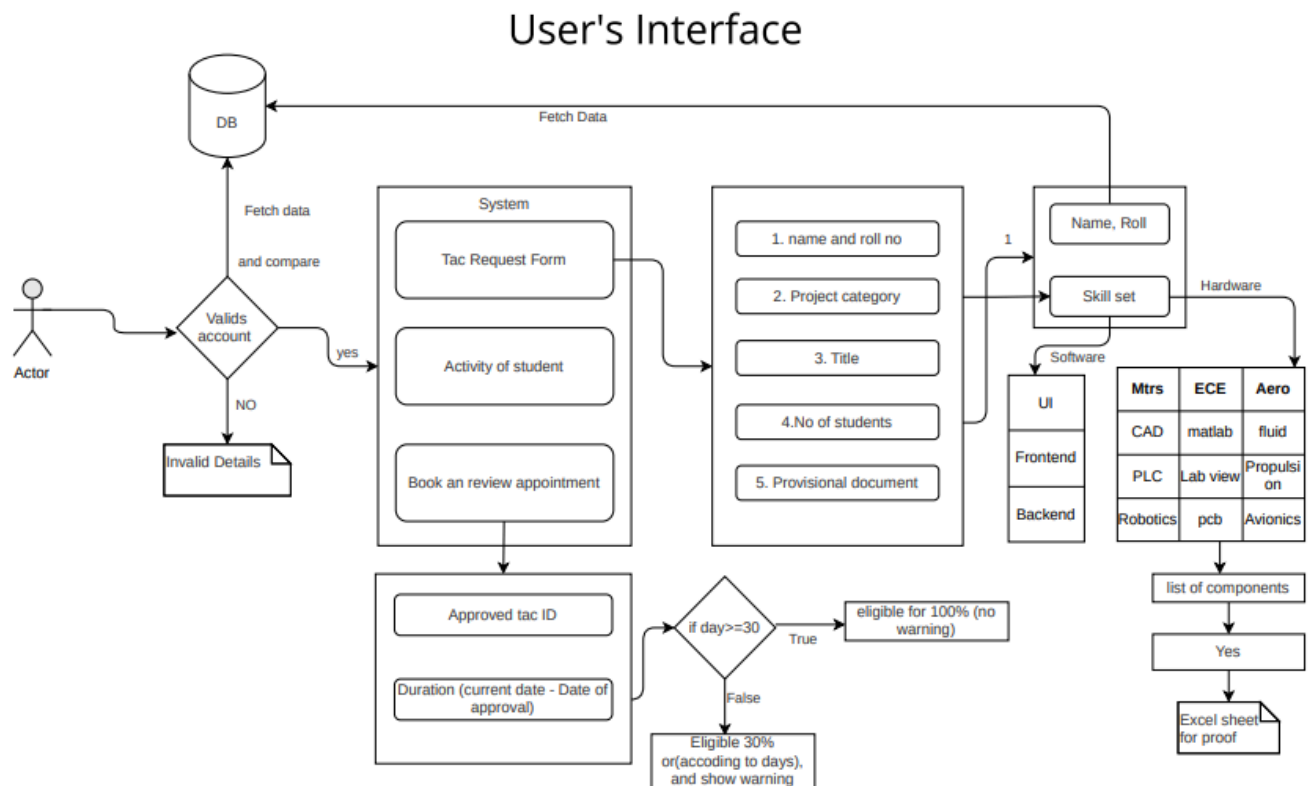 User's Interface
DB
Fetch Data
Fetch data
and compare
Actor
Valids
account
yes
NO
Invalid Details
System
Tac Request Form
Activity of student
Book an review appointment
1. name and roll no
2. Project category
3. Title
4.No of students
5. Provisional document
1
Name, Roll
Skill set
Hardware
Software
UI
Frontend
Backend
Mtrs ECE Aero
CAD matlab fluid
PLC Lab view Propulsi
on
Robotics pcb Avionics
list of components
Yes
Excel sheet
for proof
Approved tac ID
Duration (current date - Date of
approval)
if day>=30
True
eligible for 100% (no
warning)
False
Eligible 30%
or(accoding to days),
and show warning